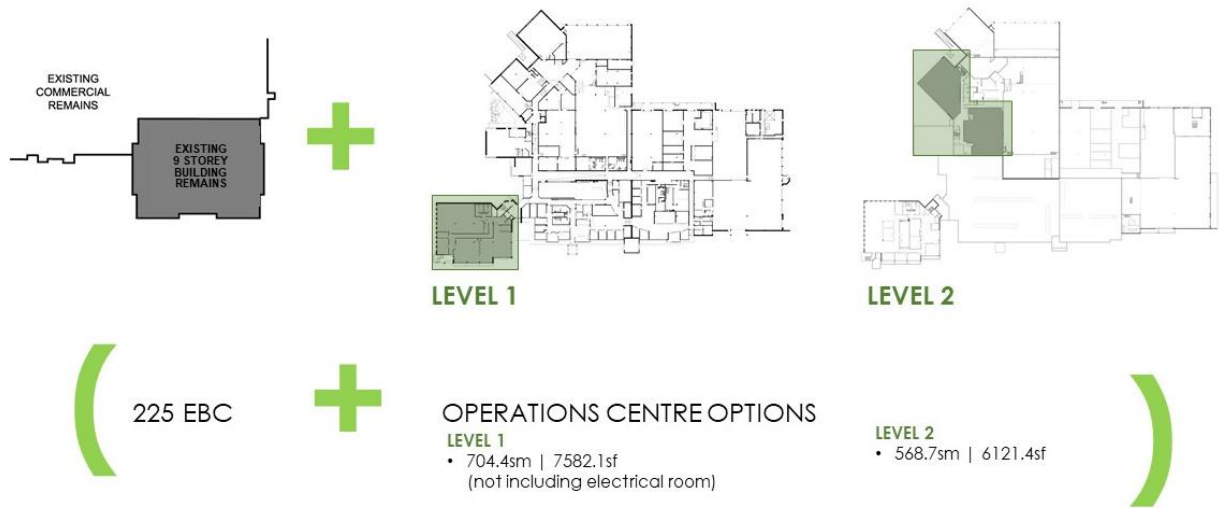 EXISTING
COMMERCIAL
REMAINS
EXISTING
9 STOREY
BUILDING
REMAINS
LEVEL 1
LEVEL 2
225 EBC
OPERATIONS CENTRE OPTIONS
LEVEL 1
• 704.4sm | 7582.1sf
(not including electrical room)
LEVEL 2
• 568.7sm | 6121.4sf